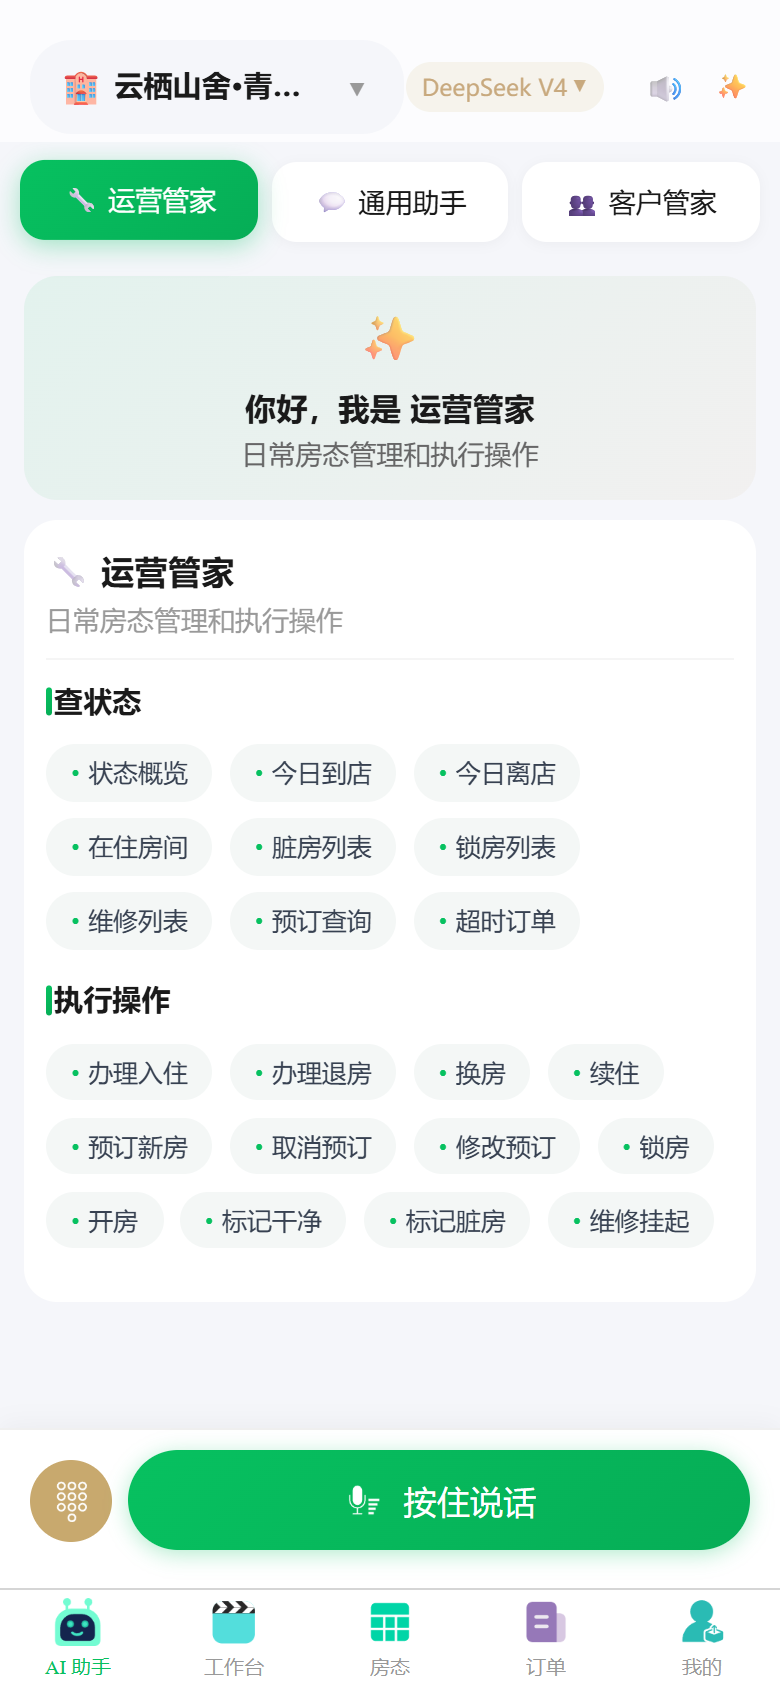 云栖山舍·青...
DeepSeek V4
运营管家
通用助手
客户管家
你好，我是 运营管家
日常房态管理和执行操作
运营管家
日常房态管理和执行操作
查状态
• 状态概览 • 今日到店 • 今日离店
• 在住房间 • 脏房列表 • 锁房列表
• 维修列表 • 预订查询 • 超时订单
执行操作
• 办理入住 • 办理退房 • 换房 • 续住
• 预订新房 • 取消预订 • 修改预订 • 锁房
• 开房 • 标记干净 • 标记脏房 • 维修挂起
按住说话
AI 助手 工作台 房态 订单 我的